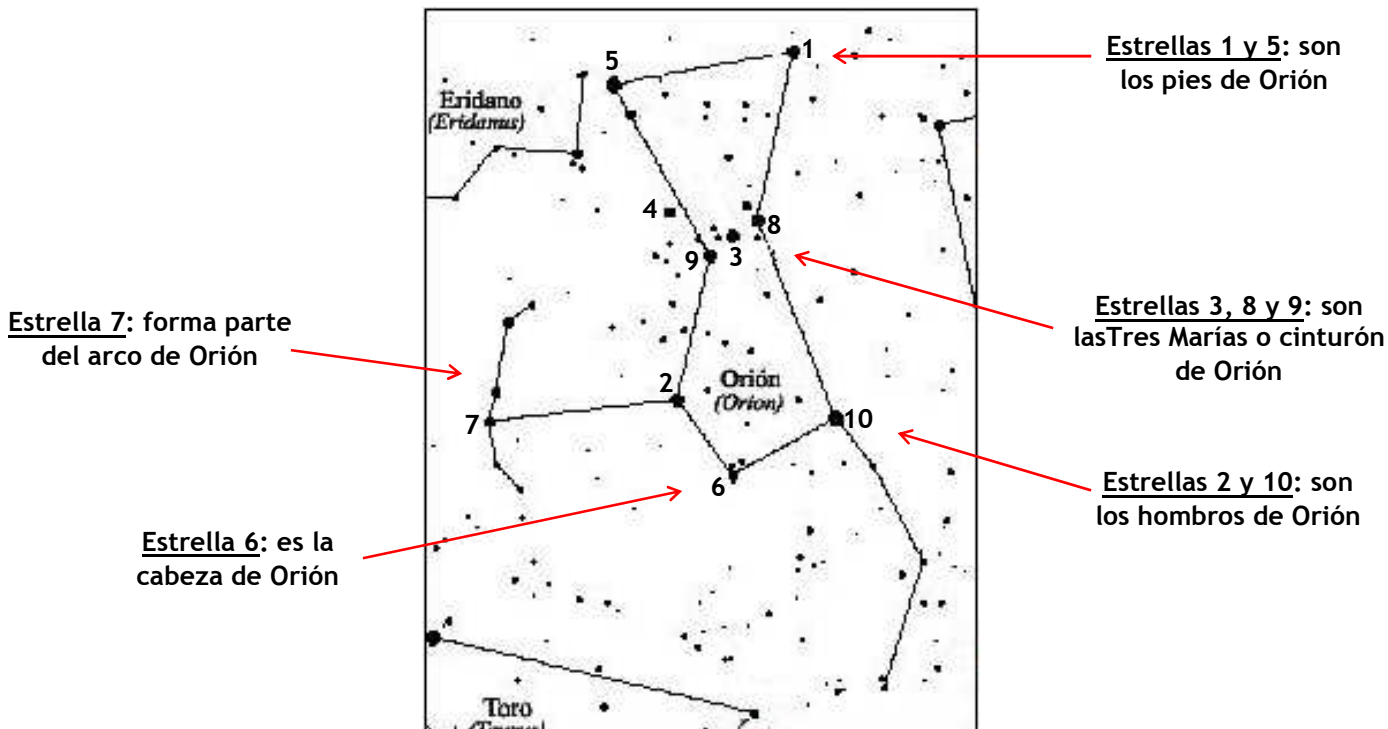 1
Estrellas 1 y 5: son
los pies de Orión
5
Eridano
(Eridanus)
4
8
3
9
Estrella 7: forma parte
del arco de Orión
Estrellas 3, 8 y 9: son
lasTres Marías o cinturón
de Orión
2
Orión
(Orion)
7
10
6
Estrellas 2 y 10: son
los hombros de Orión
Estrella 6: es la
cabeza de Orión
Toro